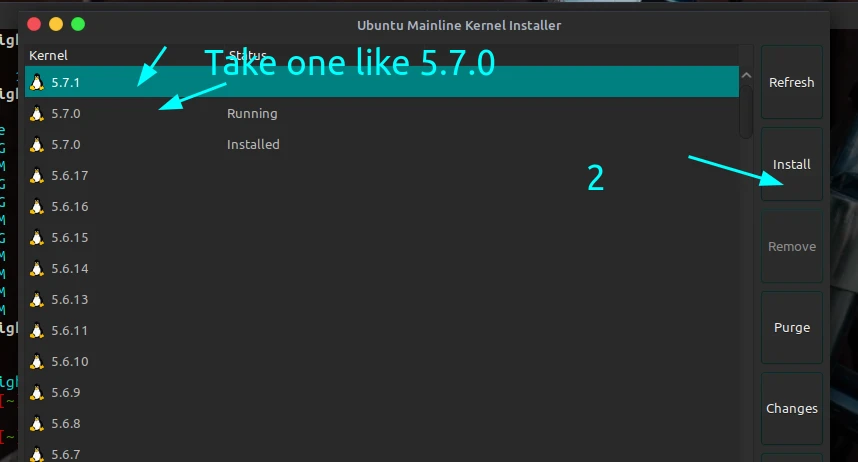 Ubuntu Mainline Kernel Installer
Kernel Status
Take one like 5.7.0
5.7.1
Refresh
5.7.0 Running
5.7.0 Installed
Install
5.6.17
2
5.6.16
5.6.15
5.6.14
Remove
5.6.13
5.6.11
Purge
5.6.10
5.6.9
Changes
5.6.8
5.6.7